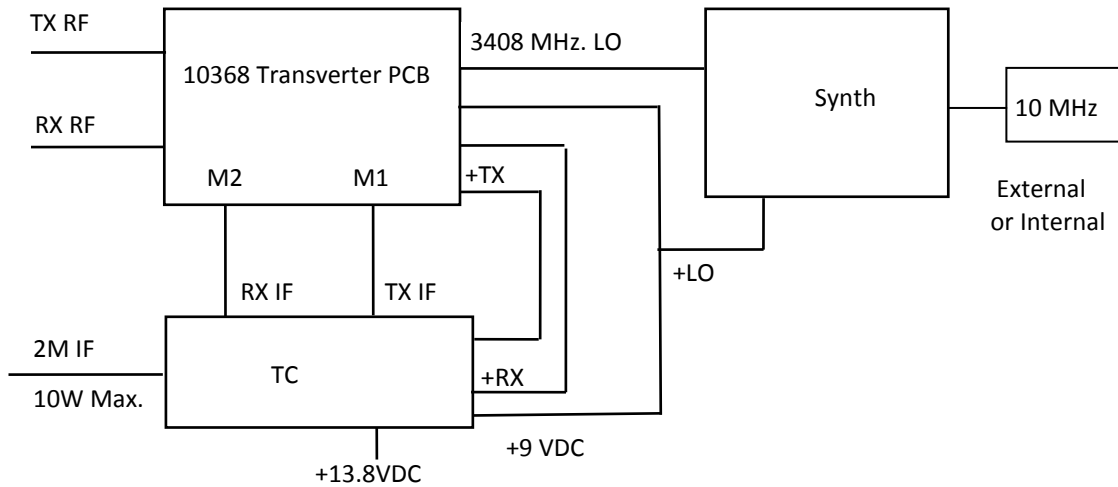 TX RF
3408 MHz. LO
10368 Transverter PCB
Synth
10 MHz
RX RF
M2
M1
+TX
External
or Internal
+LO
RX IF
TX IF
2M IF
TC
+RX
10W Max.
+9 VDC
+13.8VDC